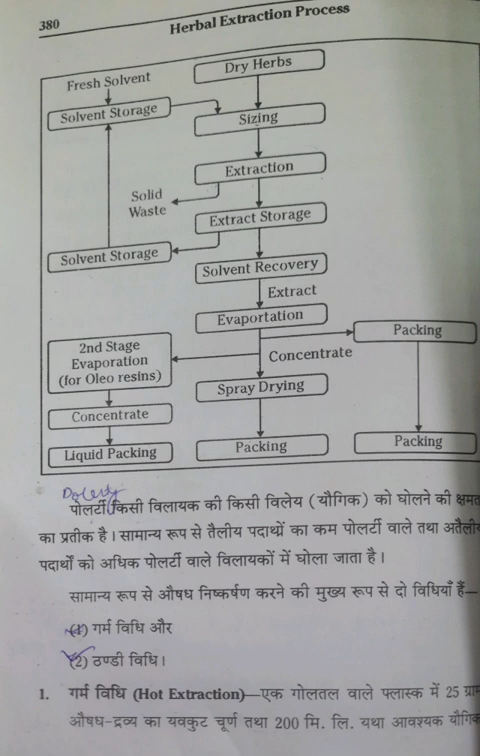 380
Herbal Extraction Process
Fresh Solvent
Dry Herbs
Solvent Storage
Sizing
Extraction
Solid
Waste
Extract Storage
Solvent Storage
Solvent Recovery
Extract
Evaportation
Packing
2nd Stage
Evaporation
(for Oleo resins)
Concentrate
Spray Drying
Concentrate
Liquid Packing
Packing
Packing
पोलर्टी किसी विलायक की किसी विलेय (यौगिक) को घोलने की क्षमत
का प्रतीक है। सामान्य रूप से तैलीय पदार्थो का कम पोलर्टी वाले तथा अतैलीय
पदार्थों को अधिक पोलर्टी वाले विलायकों में घोला जाता है।
सामान्य रूप से औषध निष्कर्षण करने की मुख्य रूप से दो विधियाँ हैं—
(1) गर्म विधि और
(2) ठण्डी विधि।
1. गर्म विधि (Hot Extraction)—एक गोलतल वाले फ्लास्क में 25 ग्राम
औषध-द्रव्य का यवकुट चूर्ण तथा 200 मि. लि. यथा आवश्यक यौगिक